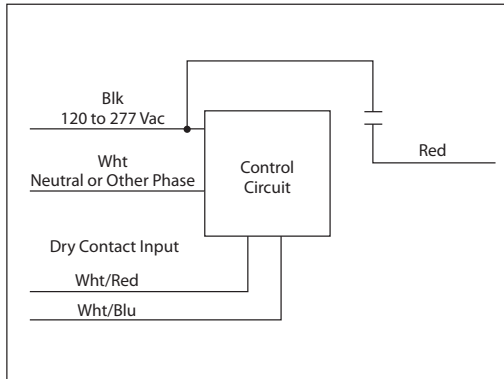 Blk
120 to 277 Vac
Red
Wht
Neutral or Other Phase
Control
Circuit
Dry Contact Input
Wht/Red
Wht/Blu